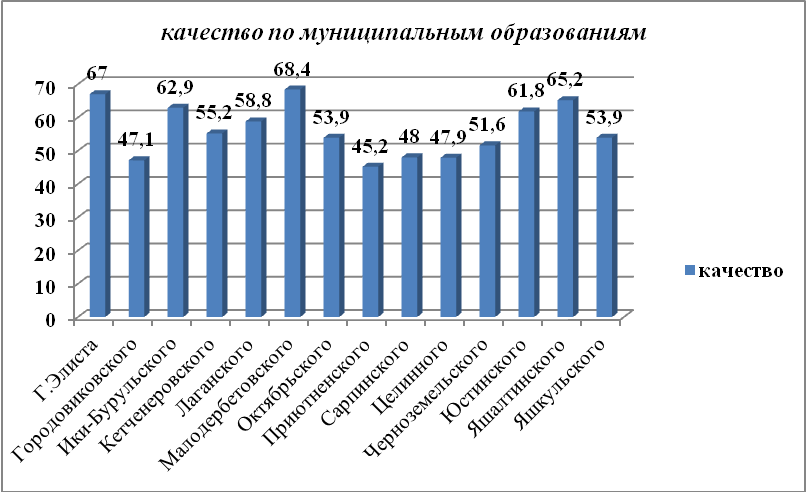 качество по муниципальным образованиям
67
47,1
62,9
55,2
58,8
68,4
53,9
45,2
48
47,9
51,6
61,8
65,2
53,9
70
60
50
40
30
20
10
0
Г.Элиста
Городовиковского
Ики-Бурульского
Кетченеровского
Лаганского
Малодербетовского
Октябрьского
Приютненского
Сарпинского
Целинного
Черноземельского
Юстинского
Яшалтинского
Яшкульского
качество